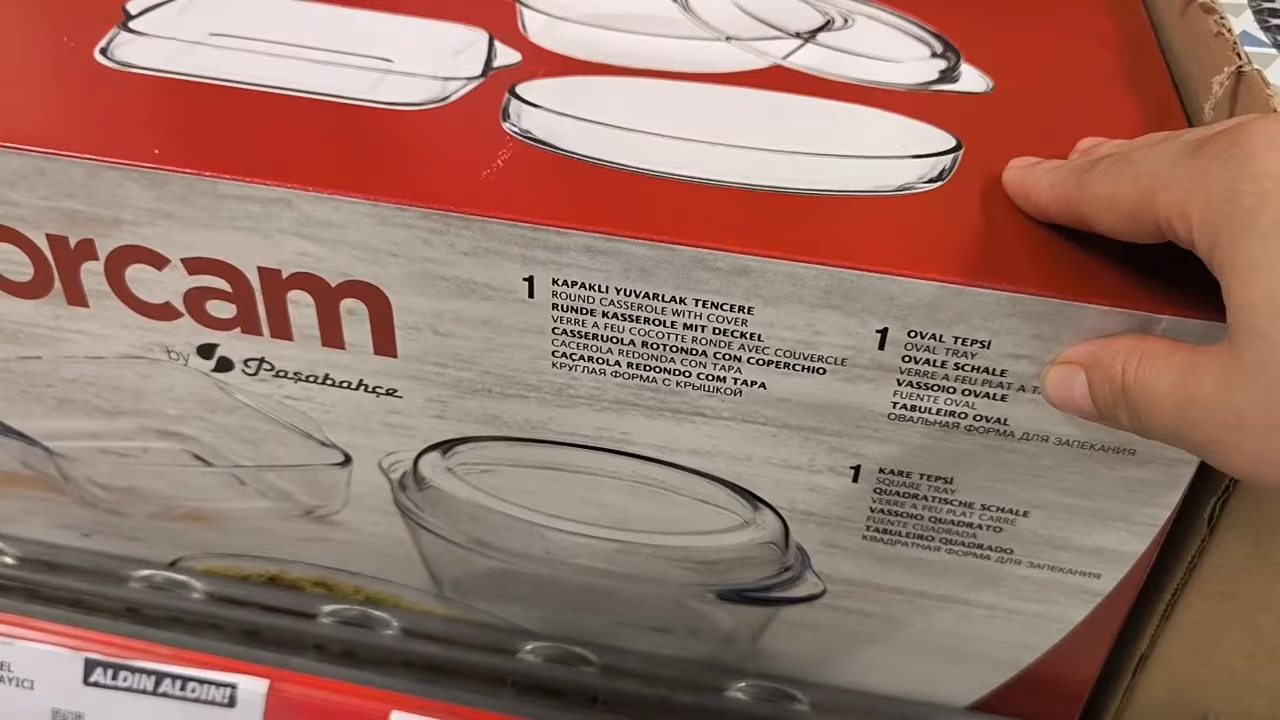 orcam
by Paşabahçe
1 KAPAKLI YUVARLAK TENCERE
ROUND CASSEROLE WITH COVER
RUNDE KASSEROLE MIT DECKEL
VERRE A FEU COCOTTE RONDE AVEC COUVERCLE
CASSERUOLA ROTONDA CON COPERCHIO
CACEROLA REDONDA CON TAPA
CAÇAROLA REDONDO COM TAPA
КРУГЛАЯ ФОРМА С КРЫШКОЙ
1 OVAL TEPSİ
OVAL TRAY
OVALE SCHALE
VERRE A FEU PLAT A
VASSOIO OVALE
FUENTE OVAL
TABULEIRO OVAL
ОВАЛЬНАЯ ФОРМА ДЛЯ ЗАПЕКАНИЯ
1 KARE TEPSİ
SQUARE TRAY
QUADRATISCHE SCHALE
VERRE A FEU PLAT CARRÉ
VASSOIO QUADRATO
FUENTE CUADRADA
TABULEIRO QUADRADO
КВАДРАТНАЯ ФОРМА ДЛЯ ЗАПЕКАНИЯ
EL
AYICI
ALDIN ALDIN!